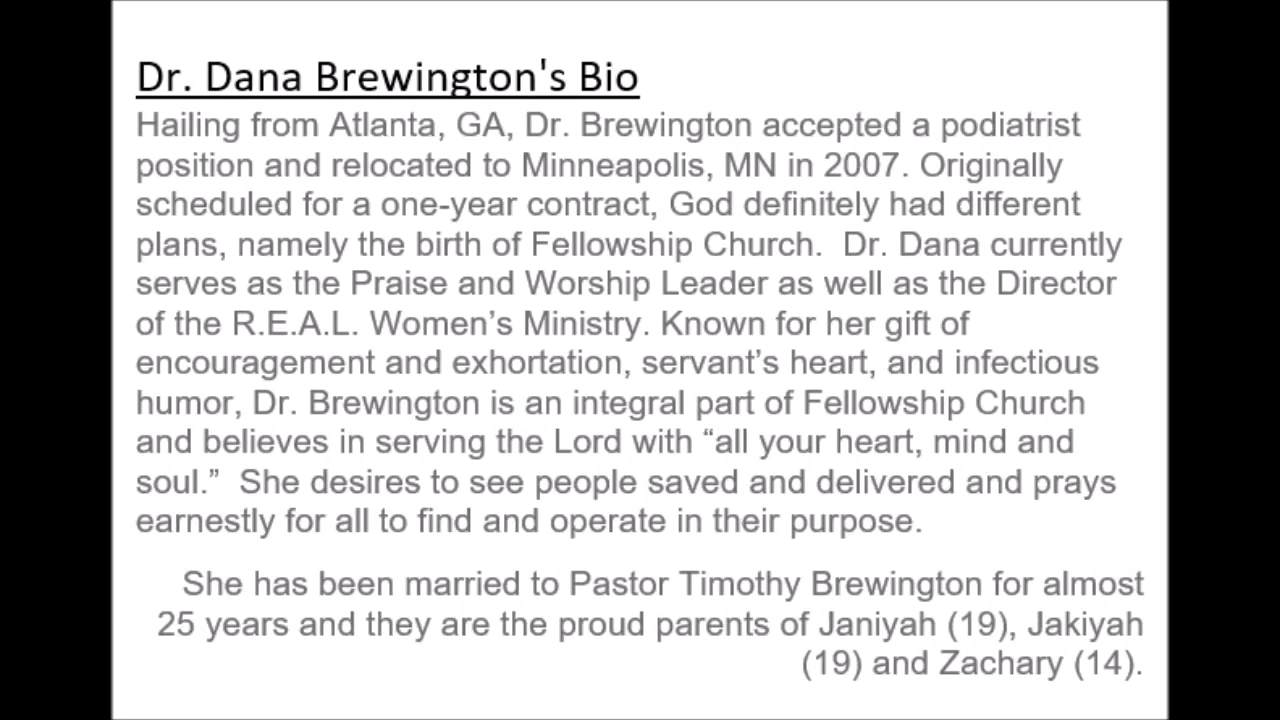 Dr. Dana Brewington's Bio
Hailing from Atlanta, GA, Dr. Brewington accepted a podiatrist
position and relocated to Minneapolis, MN in 2007. Originally
scheduled for a one-year contract, God definitely had different
plans, namely the birth of Fellowship Church.  Dr. Dana currently
serves as the Praise and Worship Leader as well as the Director
of the R.E.A.L. Women’s Ministry. Known for her gift of
encouragement and exhortation, servant’s heart, and infectious
humor, Dr. Brewington is an integral part of Fellowship Church
and believes in serving the Lord with “all your heart, mind and
soul.”  She desires to see people saved and delivered and prays
earnestly for all to find and operate in their purpose.
She has been married to Pastor Timothy Brewington for almost
25 years and they are the proud parents of Janiyah (19), Jakiyah
(19) and Zachary (14).